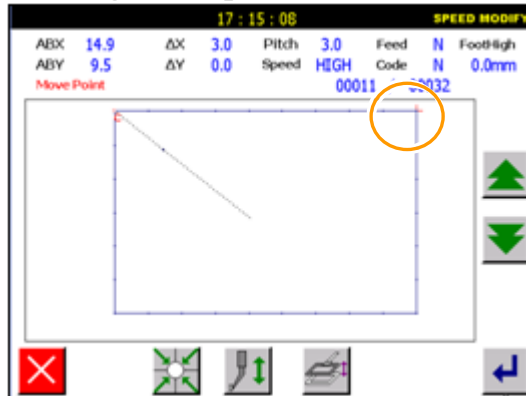 17 : 15 : 08 SPEED MODIFY
ABX 14.9 ΔX 3.0 Pitch 3.0 Feed N FootHigh
ABY 9.5 ΔY 0.0 Speed HIGH Code N 0.0mm
Move Point 00011 / 00032